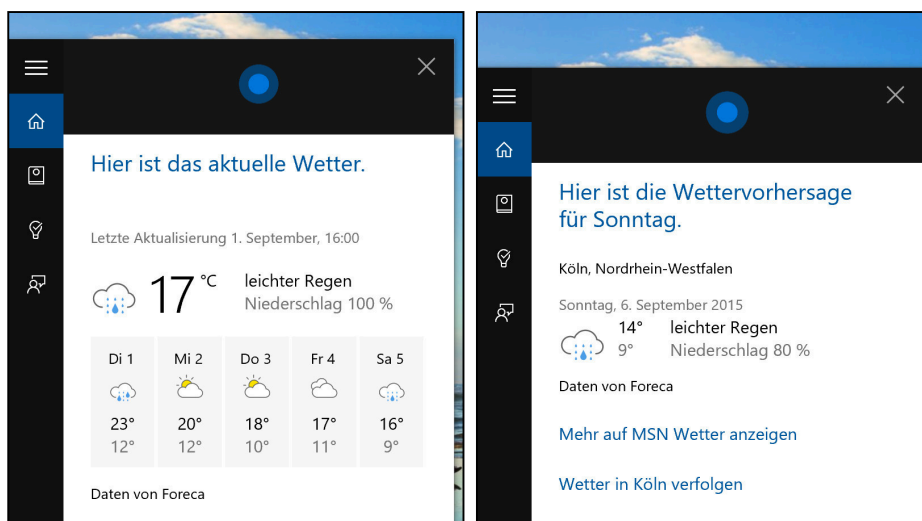 Hier ist das aktuelle Wetter.
Letzte Aktualisierung 1. September, 16:00
17 °C
leichter Regen
Niederschlag 100 %
Di 1 Mi 2 Do 3 Fr 4 Sa 5
23° 20° 18° 17° 16°
12° 12° 10° 11° 9°
Daten von Foreca
Hier ist die Wettervorhersage
für Sonntag.
Köln, Nordrhein-Westfalen
Sonntag, 6. September 2015
14° leichter Regen
9° Niederschlag 80 %
Daten von Foreca
Mehr auf MSN Wetter anzeigen
Wetter in Köln verfolgen